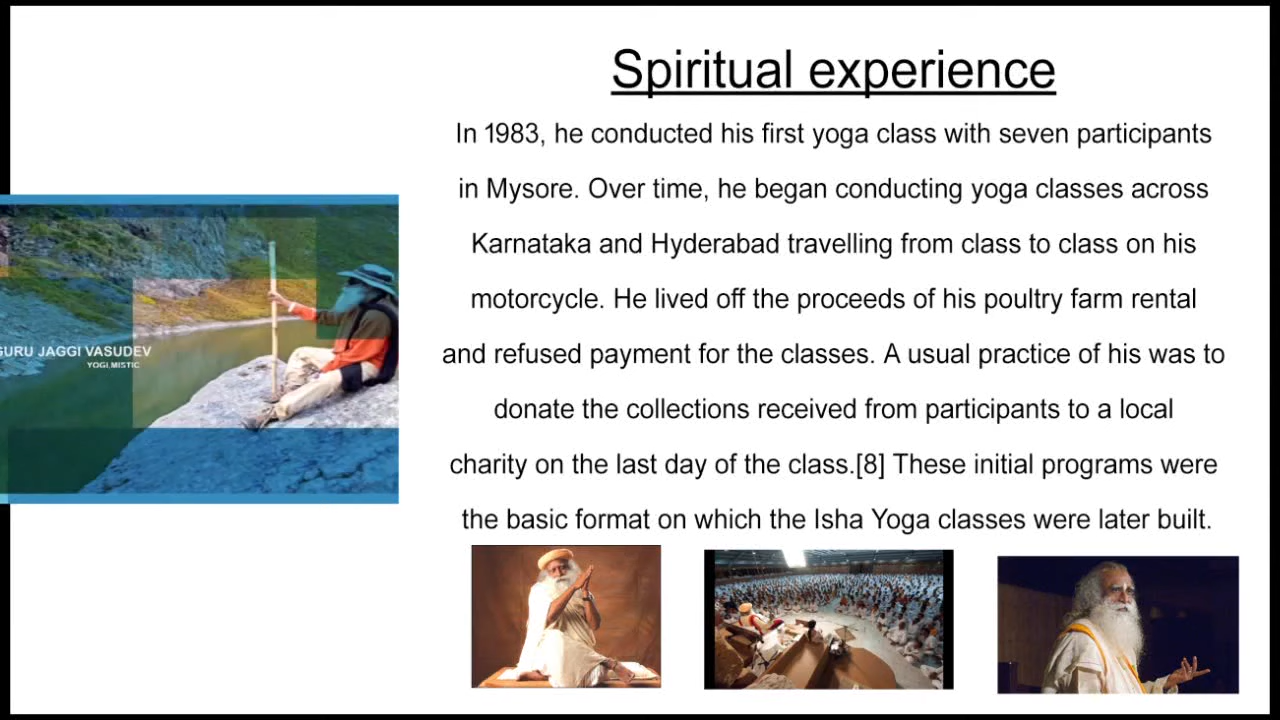 Spiritual experience
In 1983, he conducted his first yoga class with seven participants
in Mysore. Over time, he began conducting yoga classes across
Karnataka and Hyderabad travelling from class to class on his
motorcycle. He lived off the proceeds of his poultry farm rental
and refused payment for the classes. A usual practice of his was to
donate the collections received from participants to a local
charity on the last day of the class.[8] These initial programs were
the basic format on which the Isha Yoga classes were later built.
GURU JAGGI VASUDEV
YOGI.MISTIC